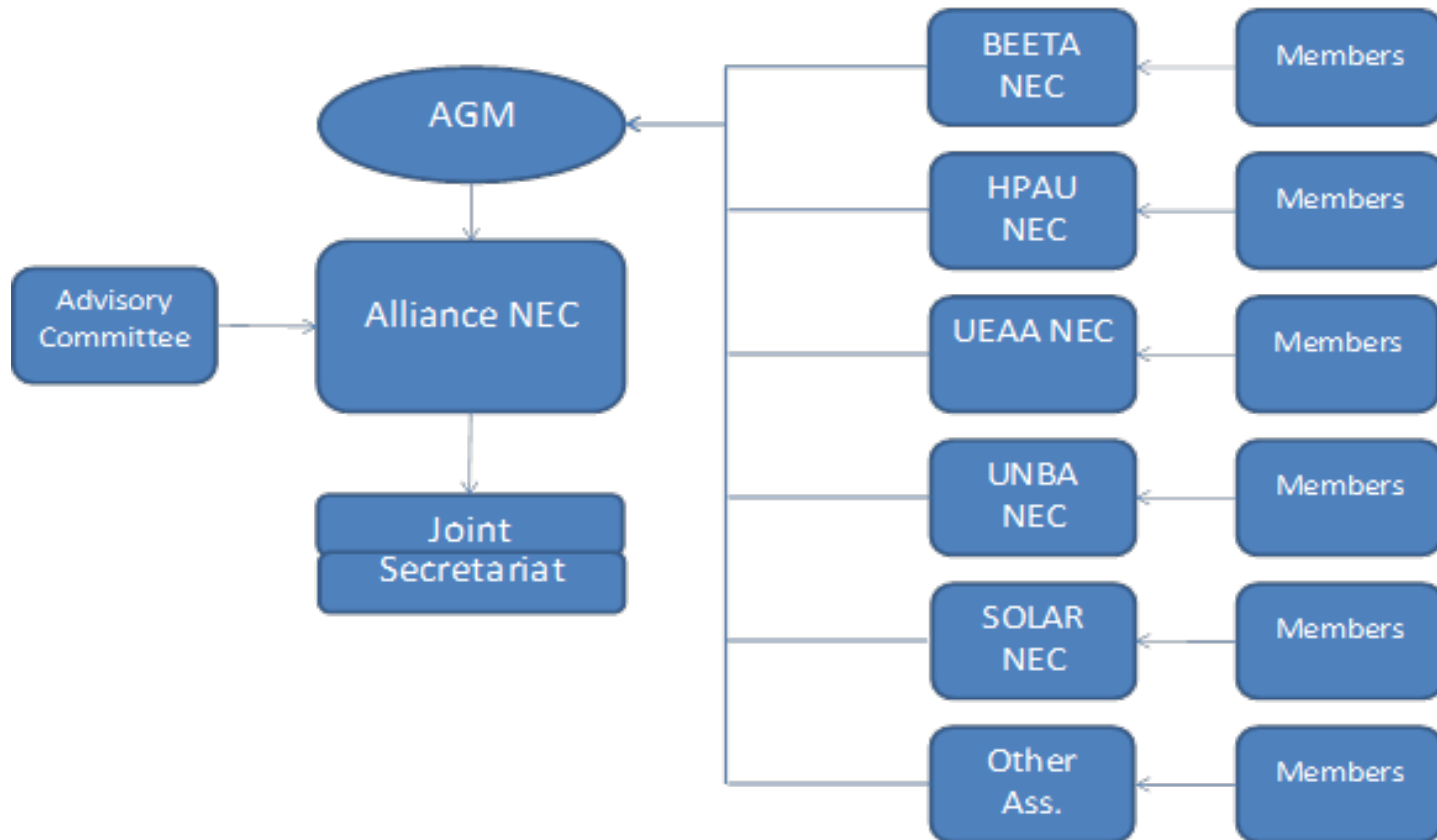 AGM
Advisory
Committee
Alliance NEC
Joint
Secretariat
BEETA
NEC
Members
HPAU
NEC
Members
UEAA NEC
Members
UNBA
NEC
Members
SOLAR
NEC
Members
Other
Ass.
Members